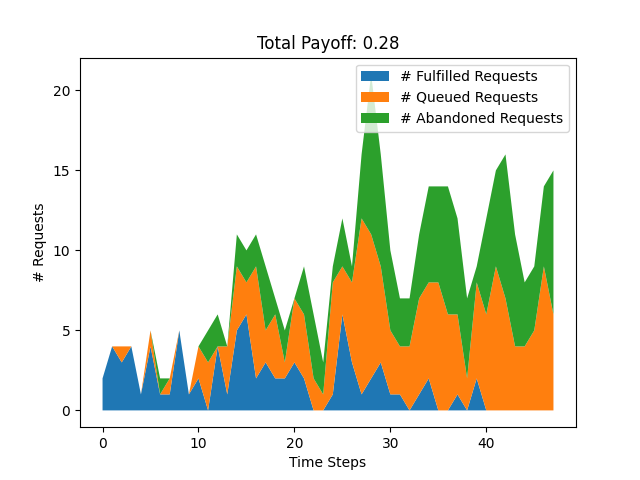 Total Payoff: 0.28
# Fulfilled Requests
# Queued Requests
# Abandoned Requests
20
15
10
5
0
# Requests
0 10 20 30 40
Time Steps